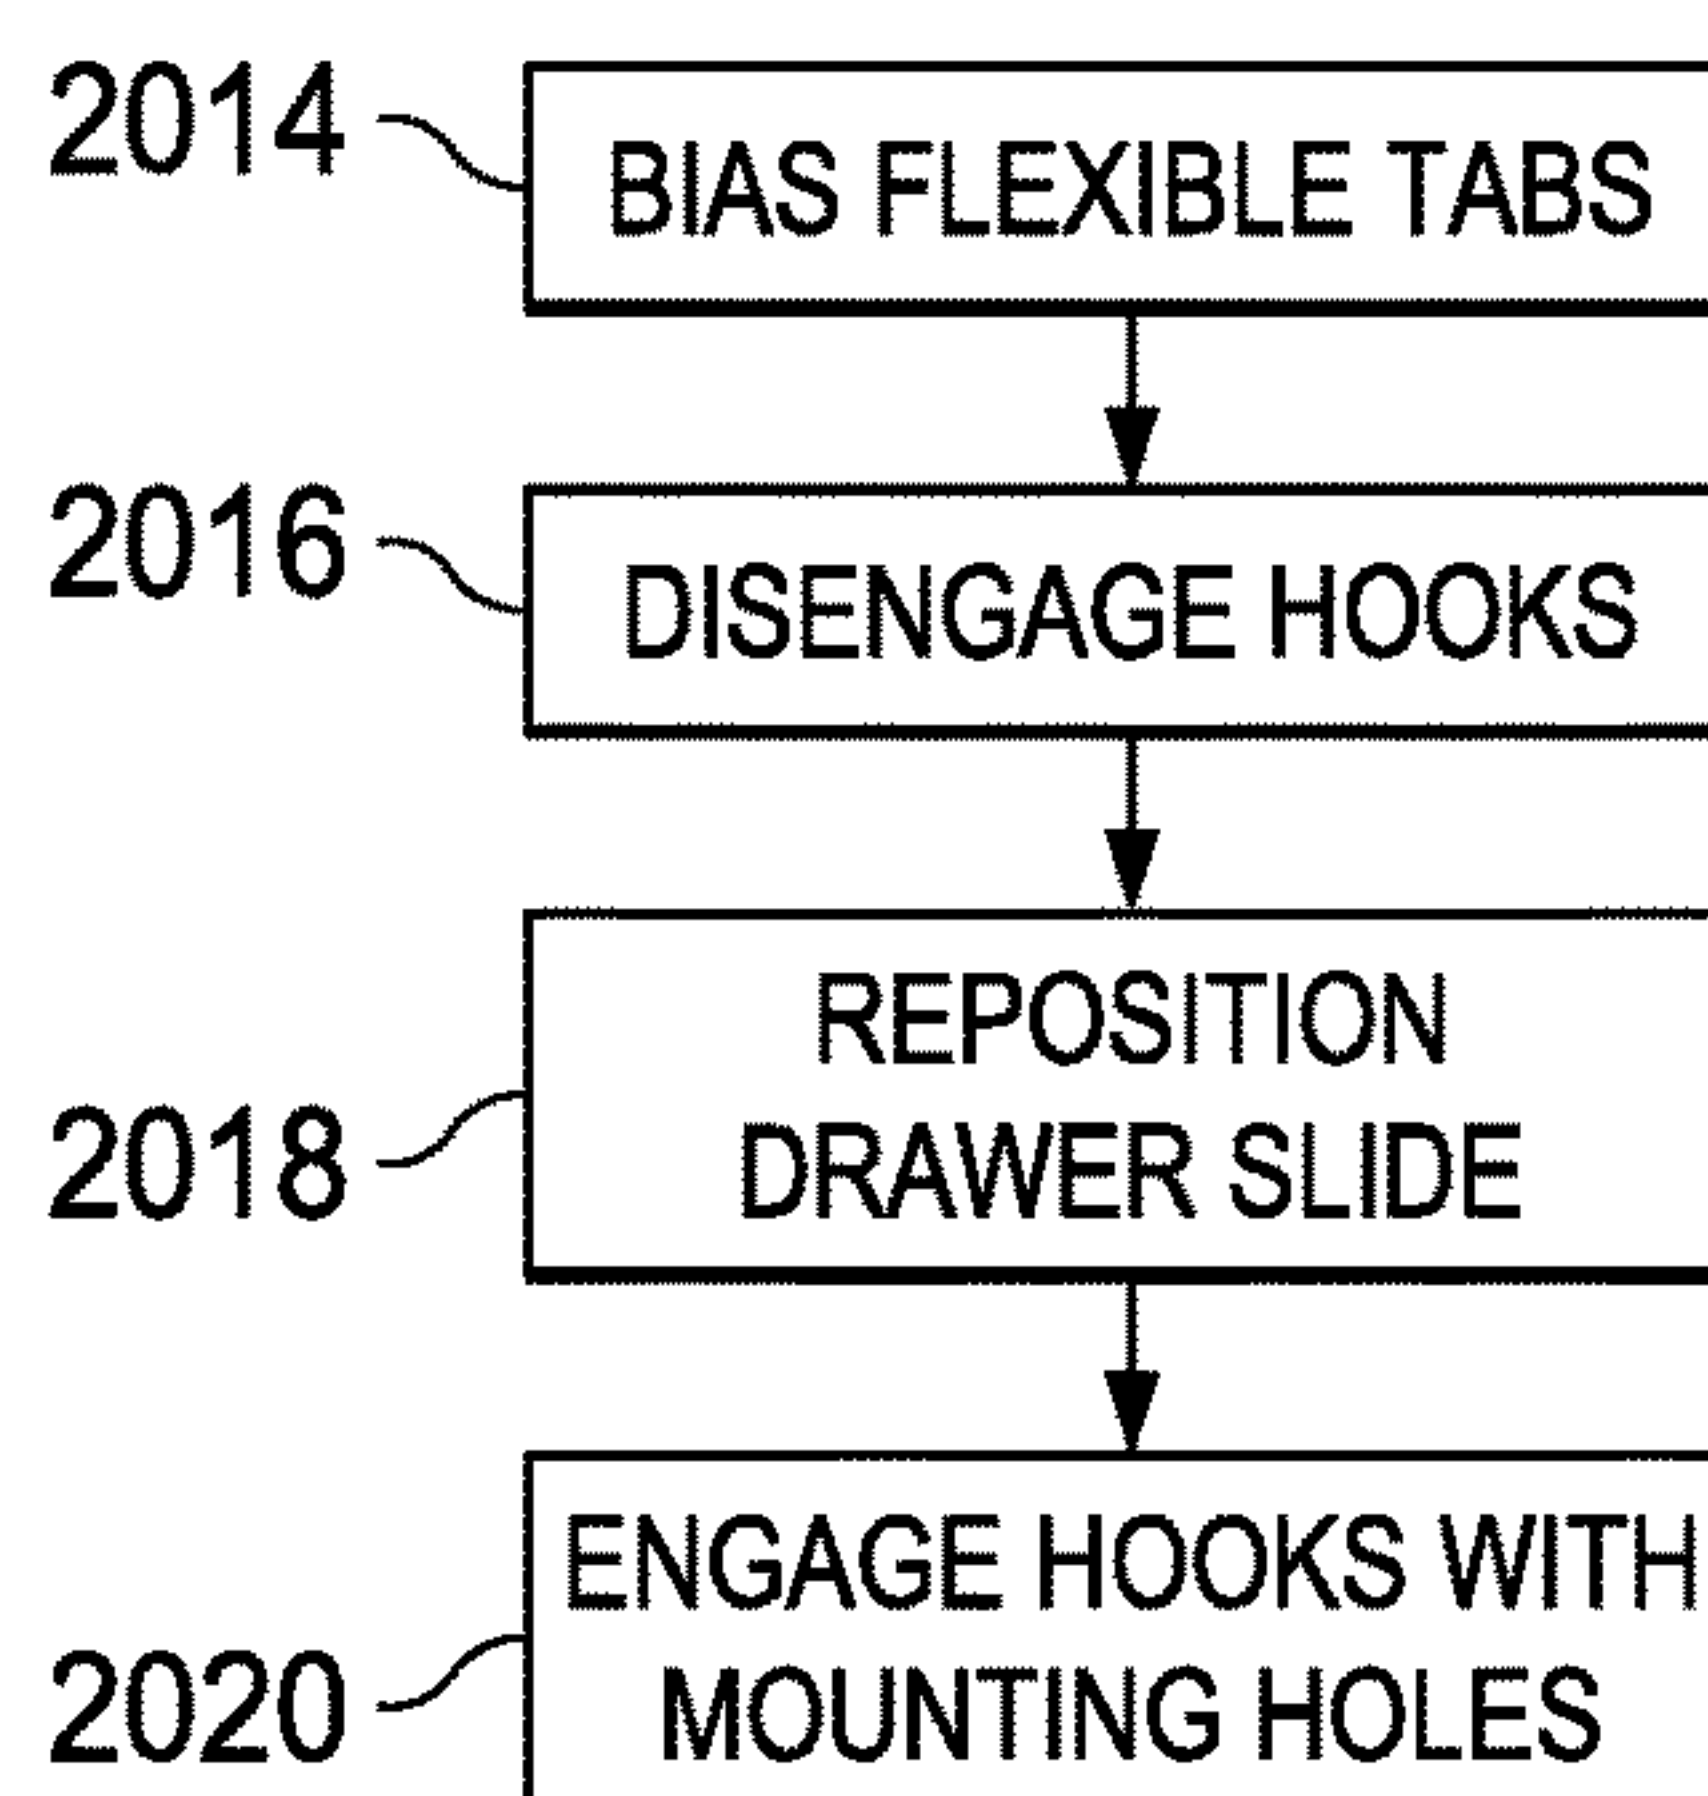 2014
BIAS FLEXIBLE TABS
2016
DISENGAGE HOOKS
REPOSITION
2018
DRAWER SLIDE
ENGAGE HOOKS WITH
2020
MOUNTING HOLES